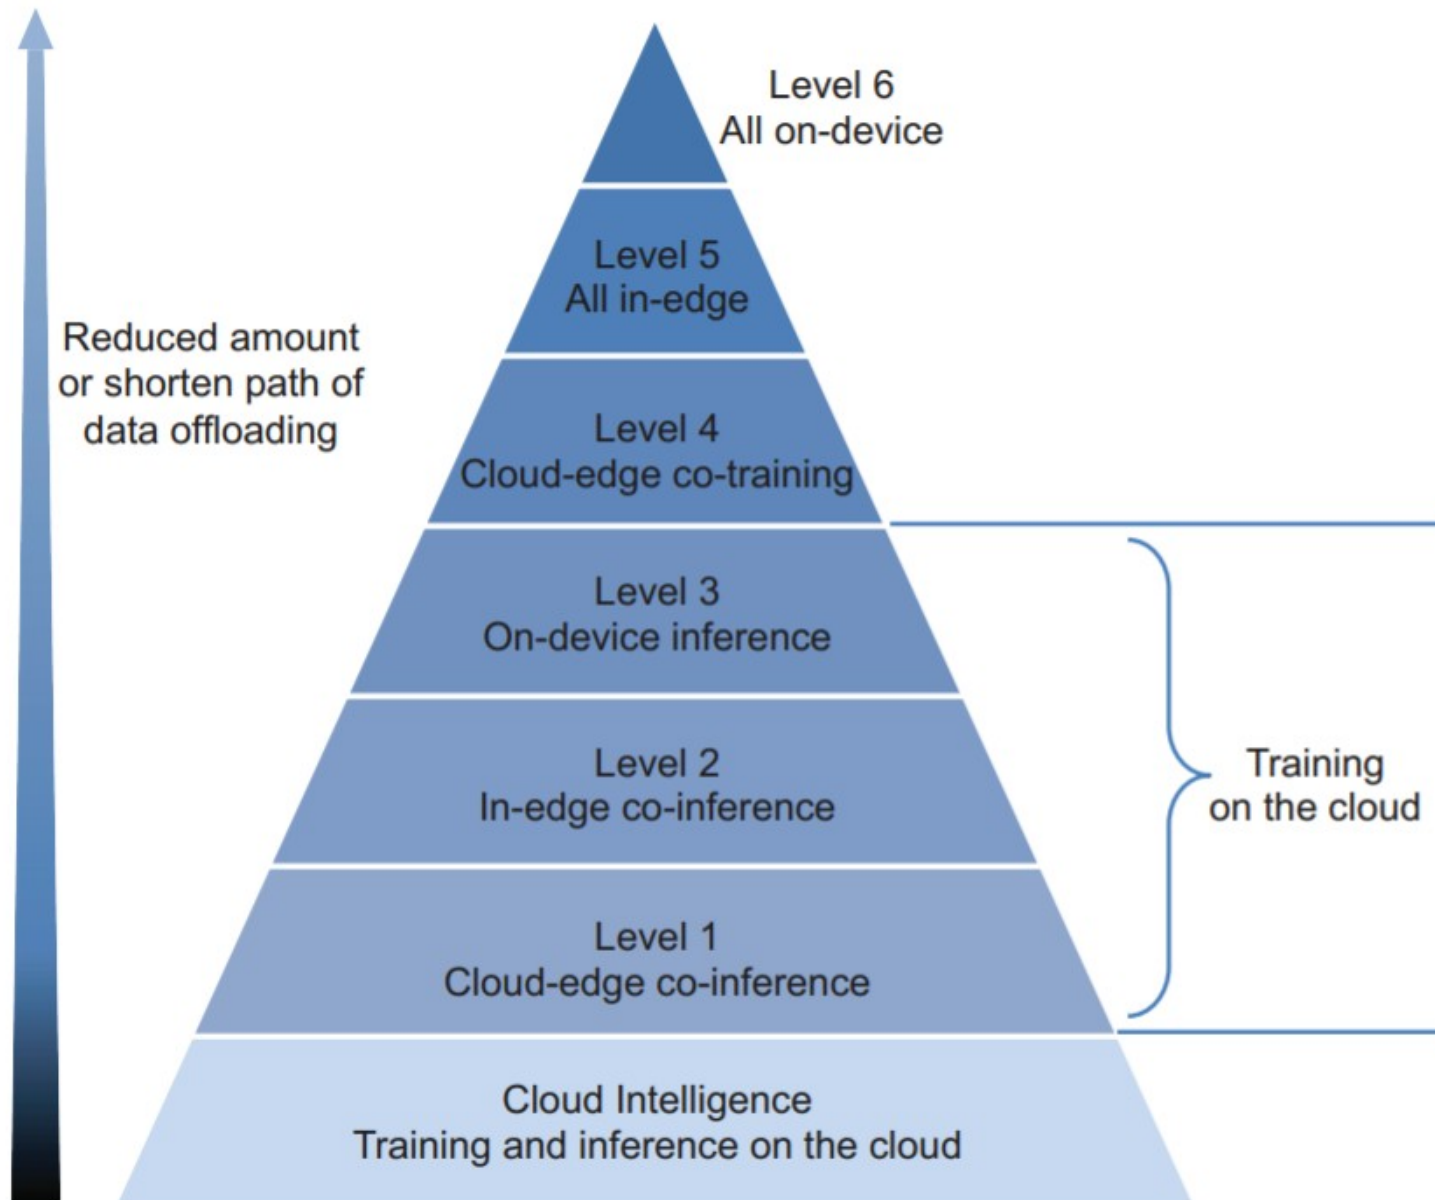 Level 6
All on-device
Level 5
All in-edge
Reduced amount
or shorten path of
data offloading
Level 4
Cloud-edge co-training
Level 3
On-device inference
Level 2
In-edge co-inference
Training
on the cloud
Level 1
Cloud-edge co-inference
Cloud Intelligence
Training and inference on the cloud